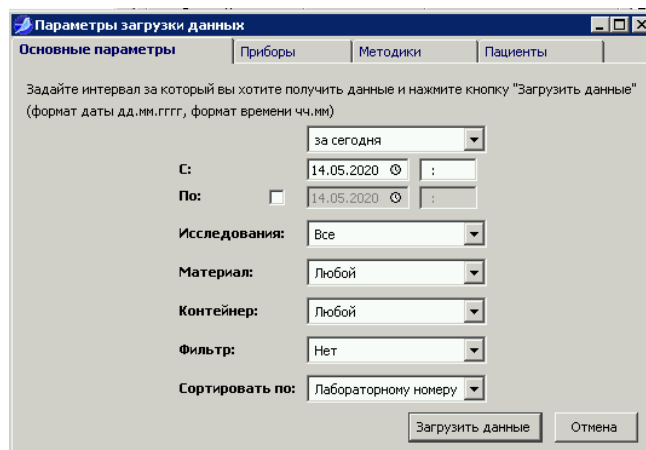 Параметры загрузки данных
Основные параметры Приборы Методики Пациенты
Задайте интервал за который вы хотите получить данные и нажмите кнопку "Загрузить данные"
(формат даты дд.мм.гггг, формат времени чч.мм)
за сегодня
С: 14.05.2020 :
По: 14.05.2020 :
Исследования: Все
Материал: Любой
Контейнер: Любой
Фильтр: Нет
Сортировать по: Лабораторному номеру
Загрузить данные Отмена